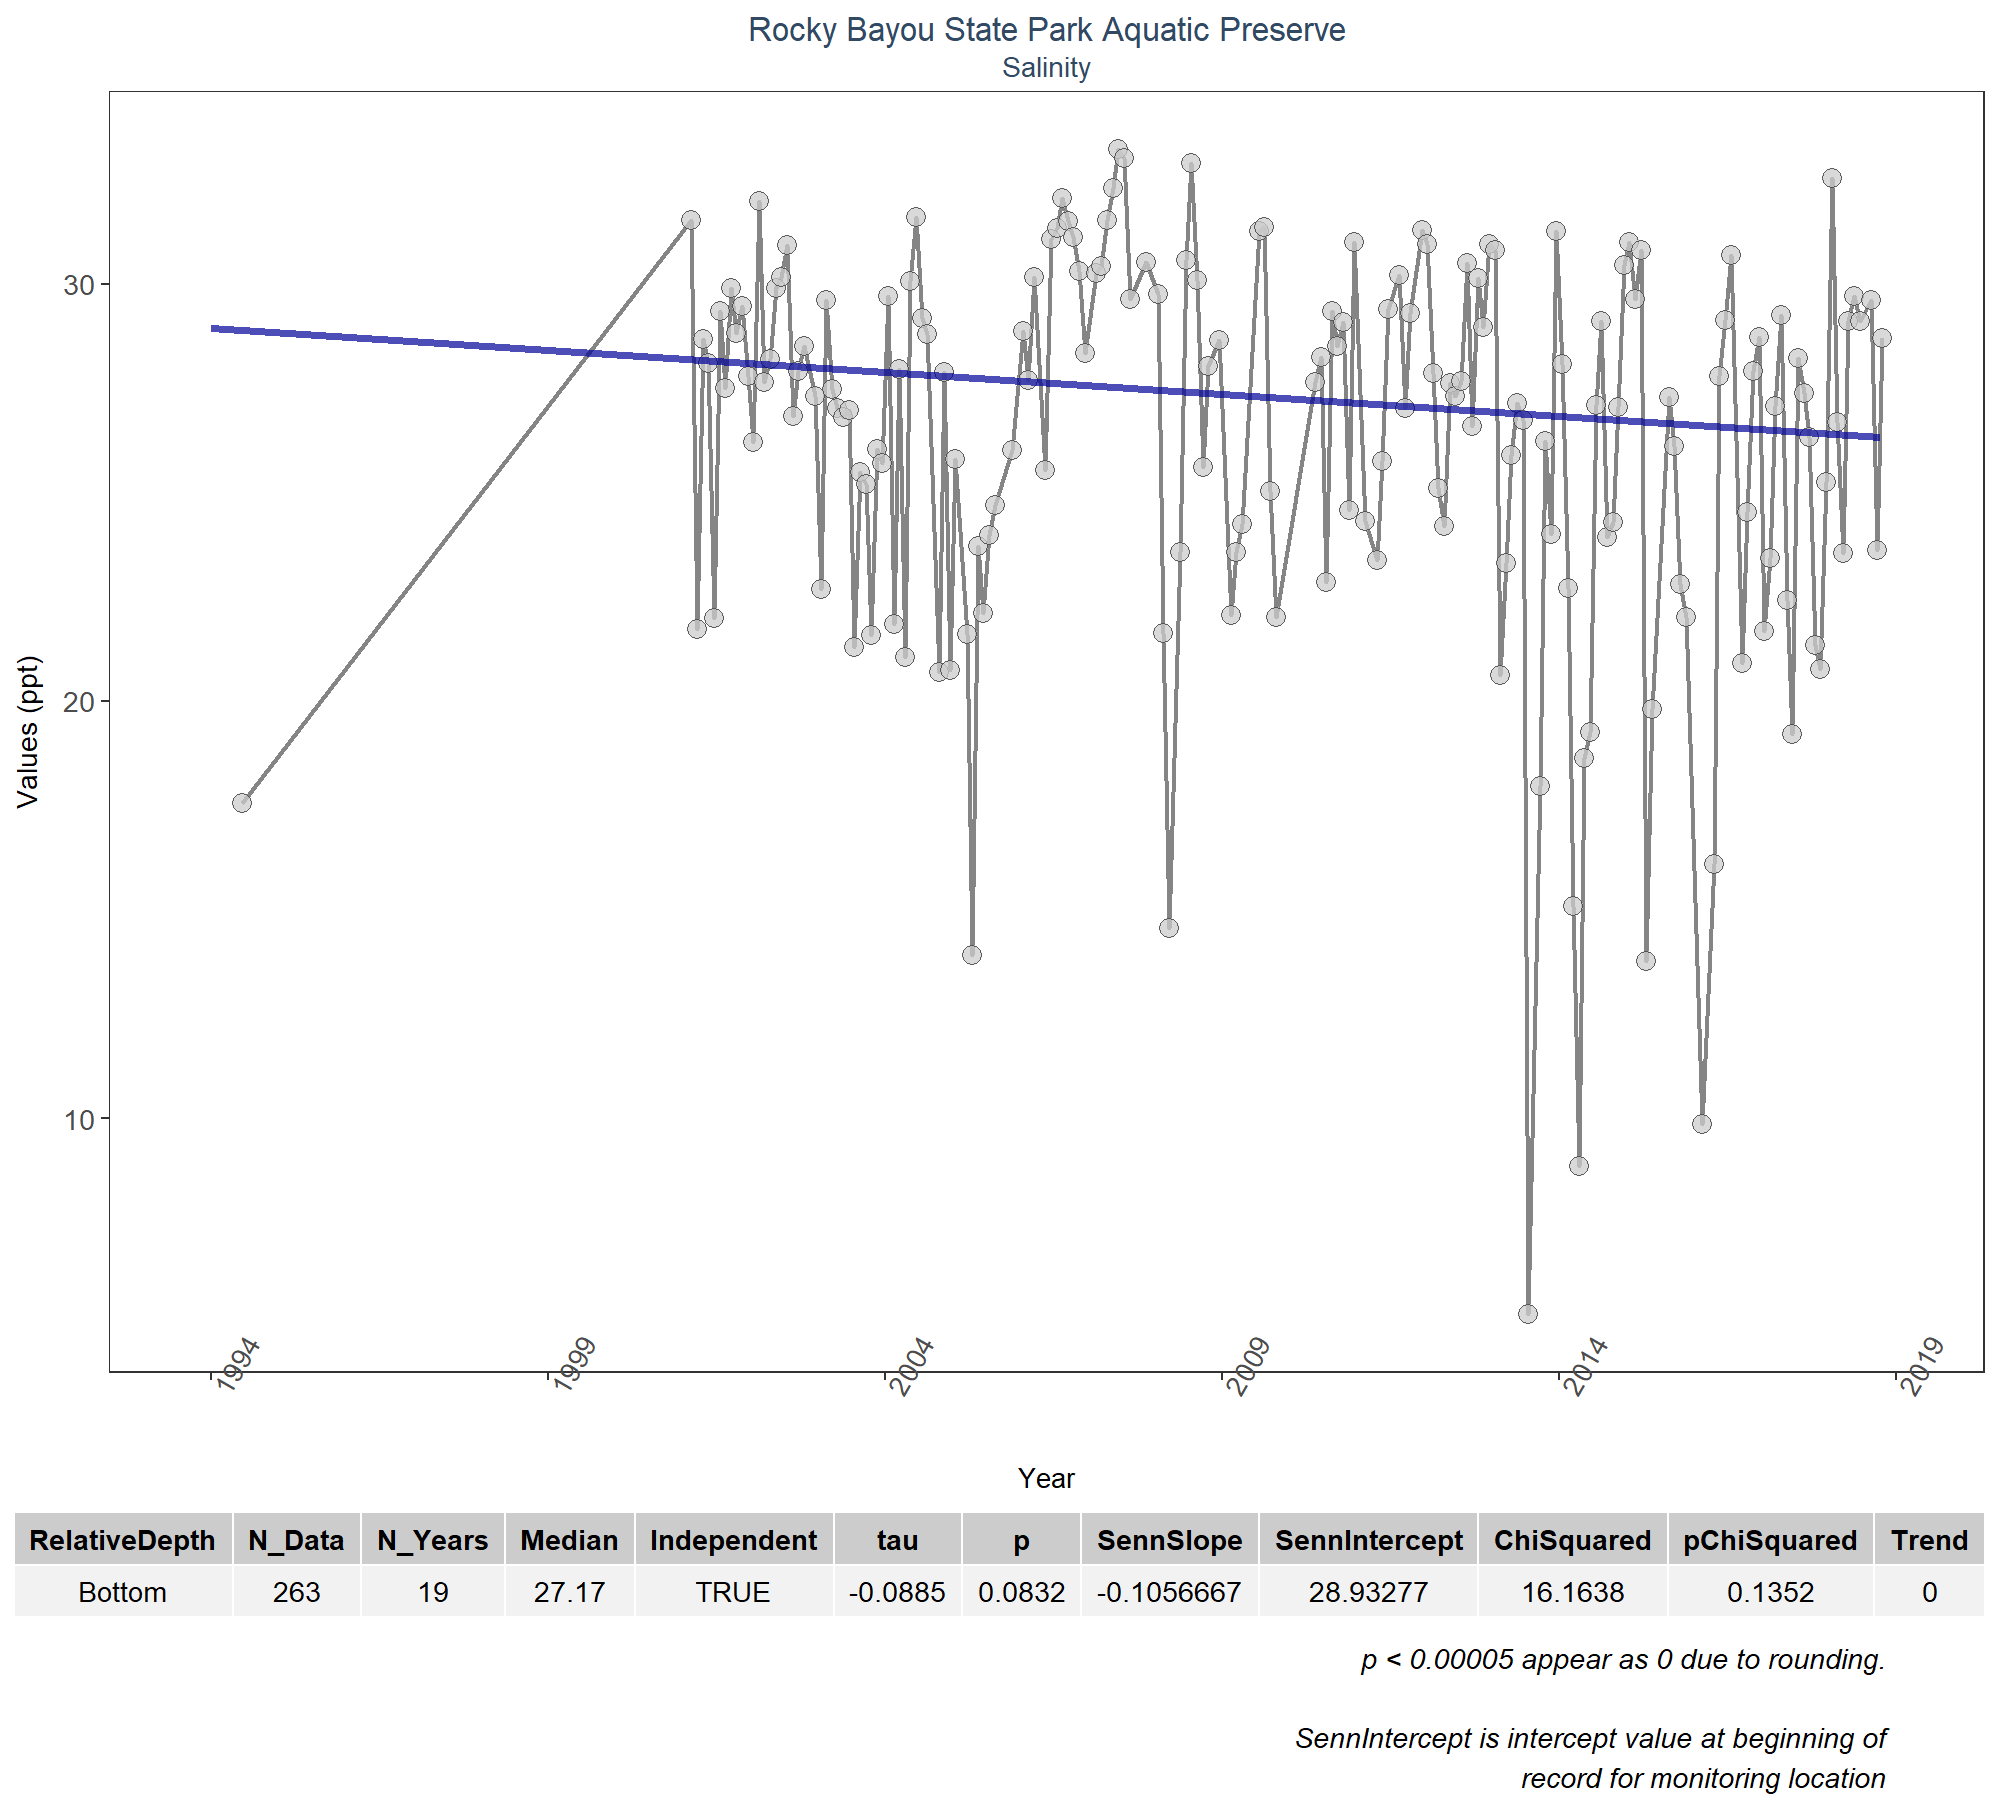 Rocky Bayou State Park Aquatic Preserve
Salinity
Values (ppt)
30
20
10
1994
1999
2004
2009
2014
2019
Year
RelativeDepth N_Data N_Years Median Independent tau p SennSlope SennIntercept ChiSquared pChiSquared Trend
Bottom 263 19 27.17 TRUE -0.0885 0.0832 -0.1056667 28.93277 16.1638 0.1352 0
p < 0.00005 appear as 0 due to rounding.
SennIntercept is intercept value at beginning of
record for monitoring location